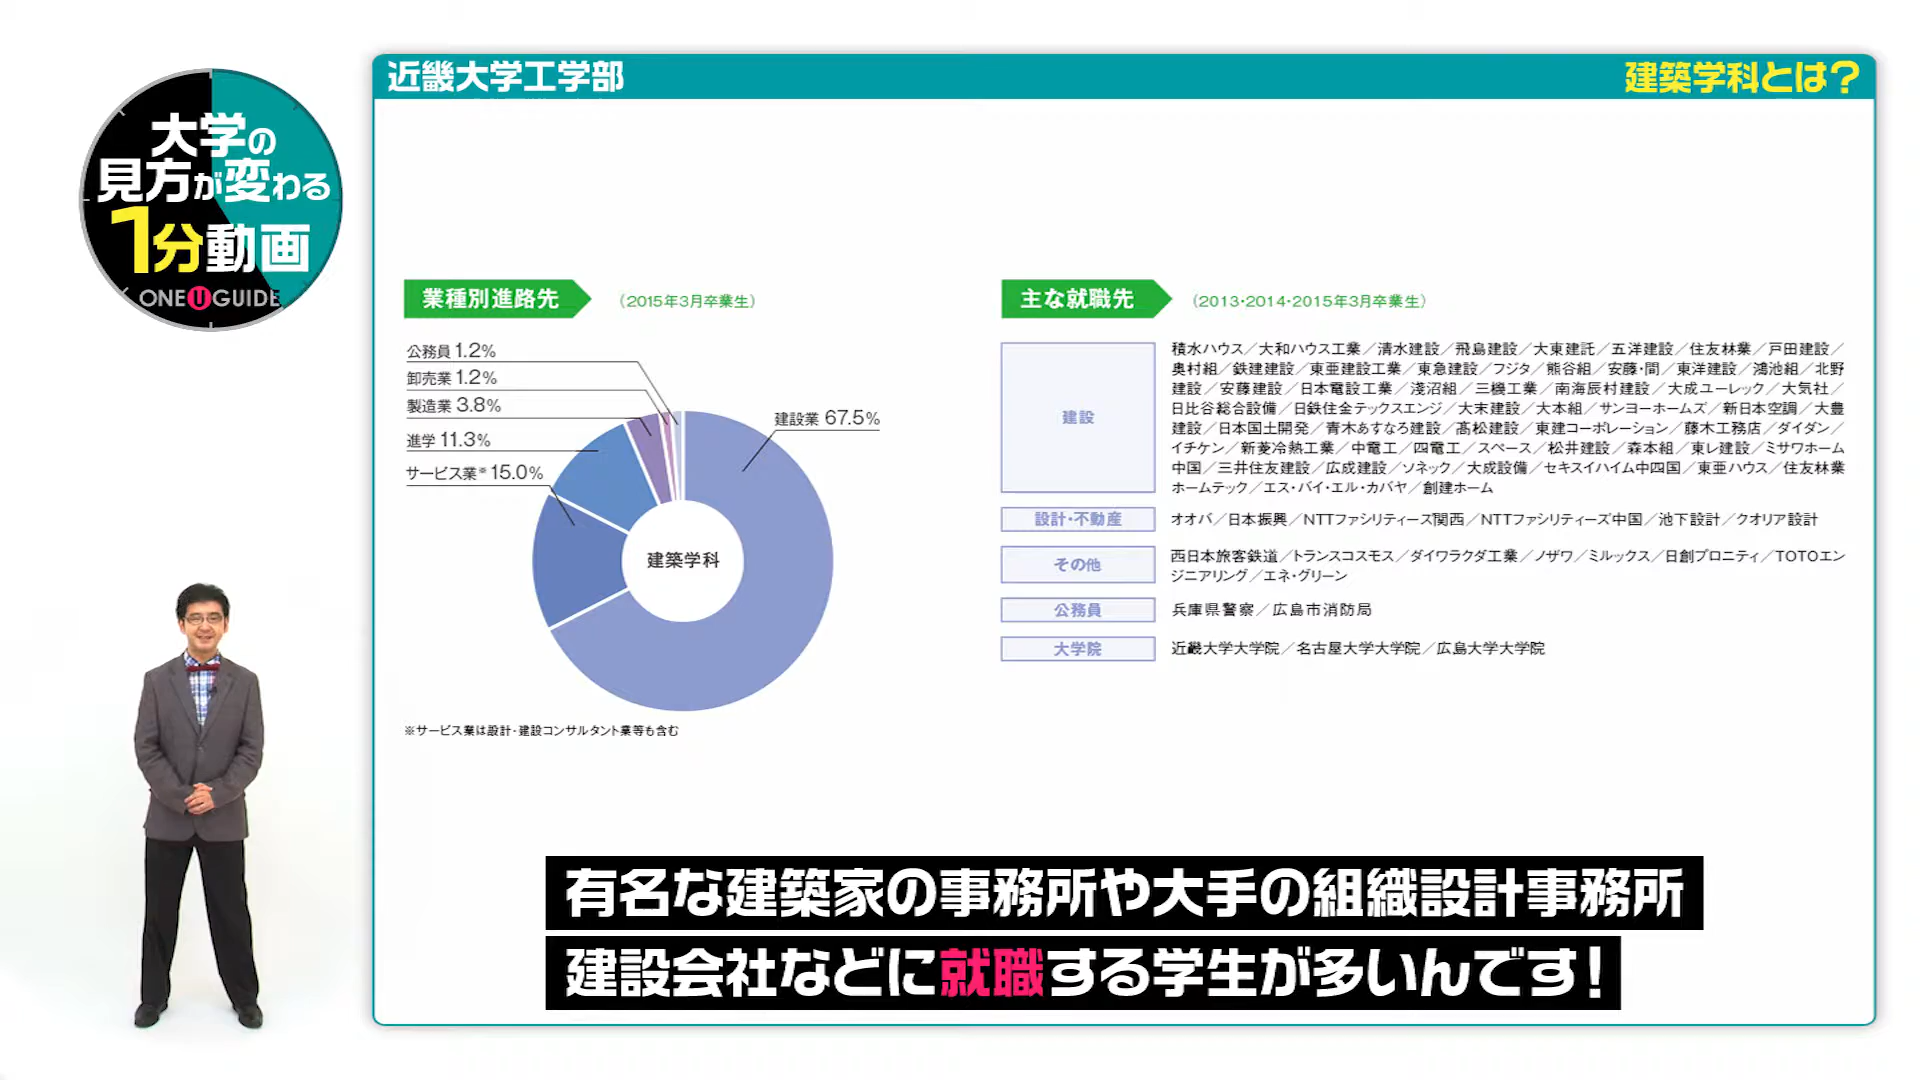 大学の
見方が変わる
1分動画
ONE U GUIDE
近畿大学工学部
建築学科とは?
業種別進路先
(2015年3月卒業生)
公務員 1.2%
卸売業 1.2%
製造業 3.8%
進学 11.3%
サービス業※ 15.0%
建設業 67.5%
建築学科
※サービス業は設計・建設コンサルタント業等も含む
主な就職先
(2013・2014・2015年3月卒業生)
建設
積水ハウス/大和ハウス工業/清水建設/飛島建設/大東建託/五洋建設/住友林業/戸田建設/
奥村組/鉄建建設/東亜建設工業/東急建設/フジタ/熊谷組/安藤・間/東洋建設/鴻池組/北野
建設/安藤建設/日本電設工業/淺沼組/三機工業/南海辰村建設/大成ユーレック/大気社/
日比谷総合設備/日鉄住金テックスエンジ/大末建設/大本組/サンヨーホームズ/新日本空調/大豊
建設/日本国土開発/青木あすなろ建設/髙松建設/東建コーポレーション/藤木工務店/ダイダン/
イチケン/新菱冷熱工業/中電工/四電工/スペース/松井建設/森本組/東レ建設/ミサワホーム
中国/三井住友建設/広成建設/ソネック/大成設備/セキスイハイム中四国/東亜ハウス/住友林業
ホームテック/エス・バイ・エル・カバヤ/創建ホーム
設計・不動産
オオバ/日本振興/NTTファシリティーズ関西/NTTファシリティーズ中国/池下設計/クオリア設計
その他
西日本旅客鉄道/トランスコスモス/ダイワラクダ工業/ノザワ/ミルックス/日創プロニティ/TOTOエン
ジニアリング/エネ・グリーン
公務員
兵庫県警察/広島市消防局
大学院
近畿大学大学院/名古屋大学大学院/広島大学大学院
有名な建築家の事務所や大手の組織設計事務所
建設会社などに就職する学生が多いんです!